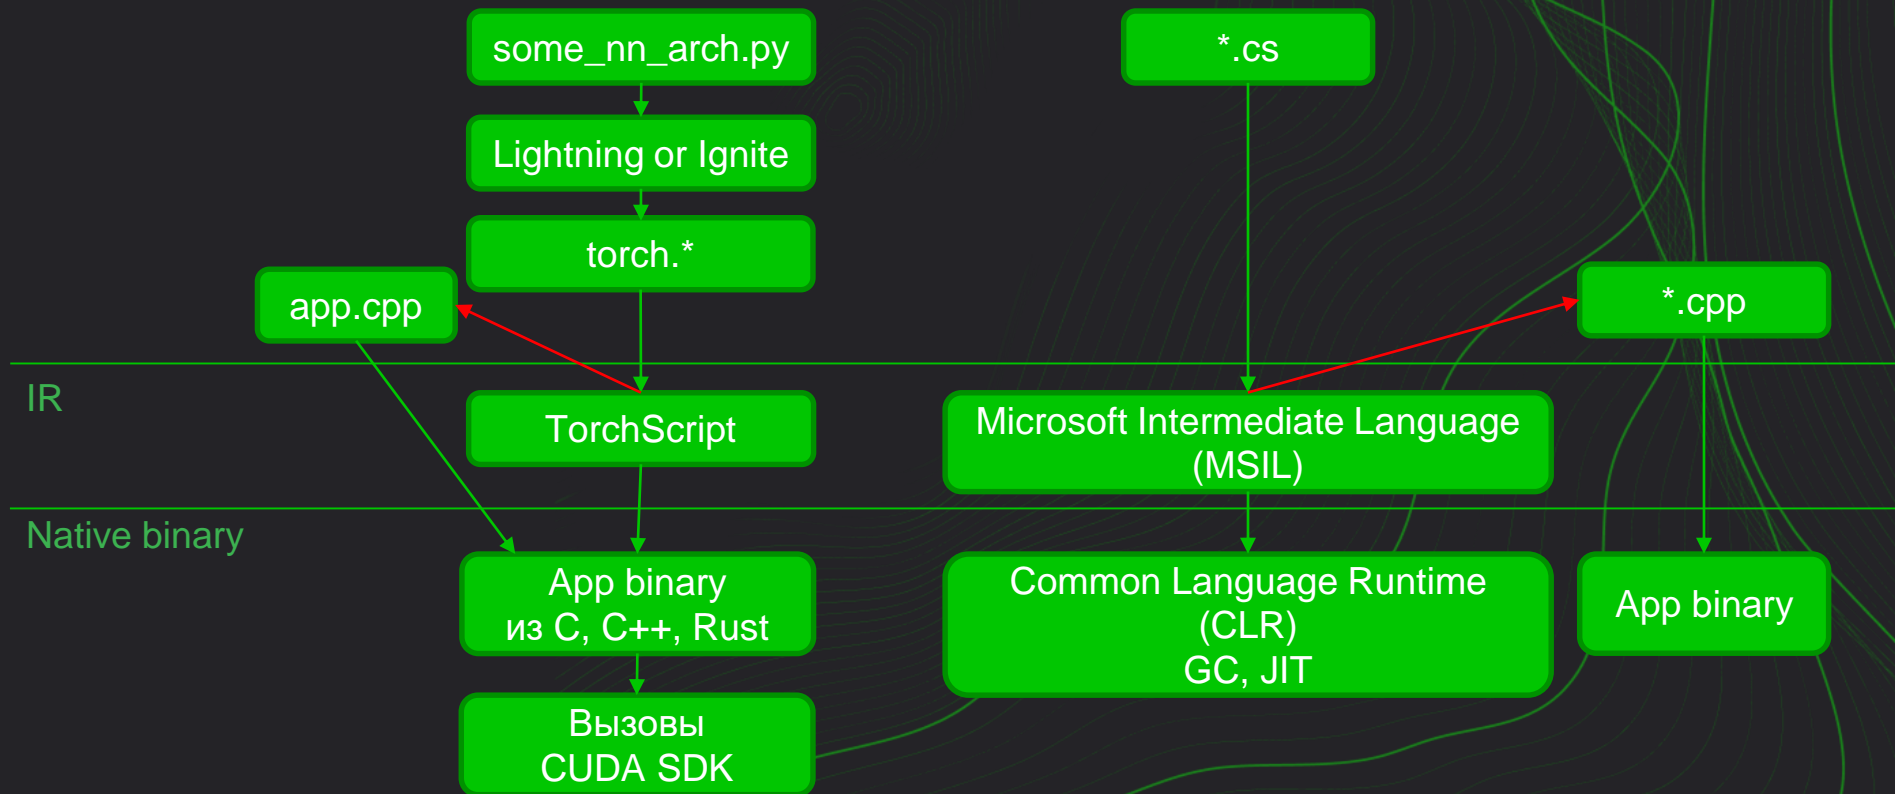 some_nn_arch.py
*.cs
Lightning or Ignite
torch.*
app.cpp
*.cpp
IR
TorchScript
Microsoft Intermediate Language
(MSIL)
Native binary
App binary
из C, C++, Rust
Common Language Runtime
(CLR)
GC, JIT
App binary
Вызовы
CUDA SDK